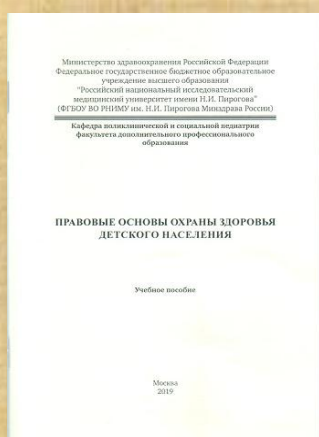 Министерство здравоохранения Российской Федерации
Федеральное государственное бюджетное образовательное
учреждение высшего образования
"Российский национальный исследовательский
медицинский университет имени Н.И. Пирогова"
(ФГБОУ ВО РНИМУ им. Н.И. Пирогова Минздрава России)
Кафедра поликлинической и социальной педиатрии
факультета дополнительного профессионального
образования
ПРАВОВЫЕ ОСНОВЫ ОХРАНЫ ЗДОРОВЬЯ
ДЕТСКОГО НАСЕЛЕНИЯ
Учебное пособие
Москва
2019